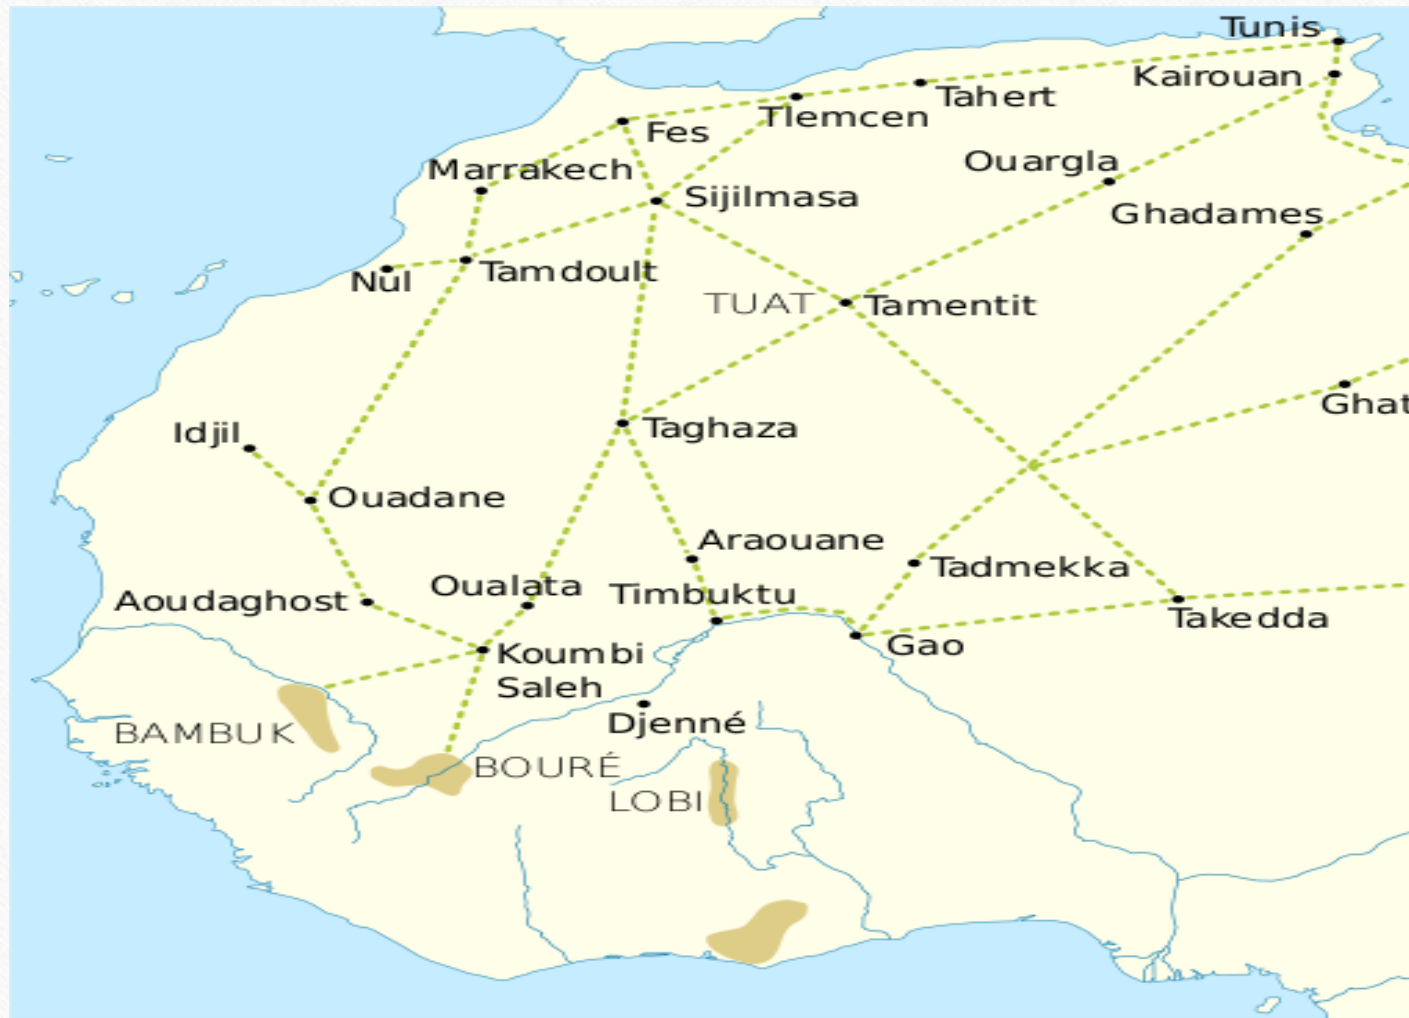 Tunis
Kairouan
Tahert
Tlemcen
Fes
Ouargla
Marrakech
Sijilmasa
Ghadames
Nul
Tamdoult
TUAT
Tamentit
Ghat
Idjil
Taghaza
Ouadane
Araouane
Tadmekka
Oualata
Timbuktu
Aoudaghost
Takedda
Gao
Koumbi
Saleh
Djenné
BAMBUK
BOURÉ
LOBI